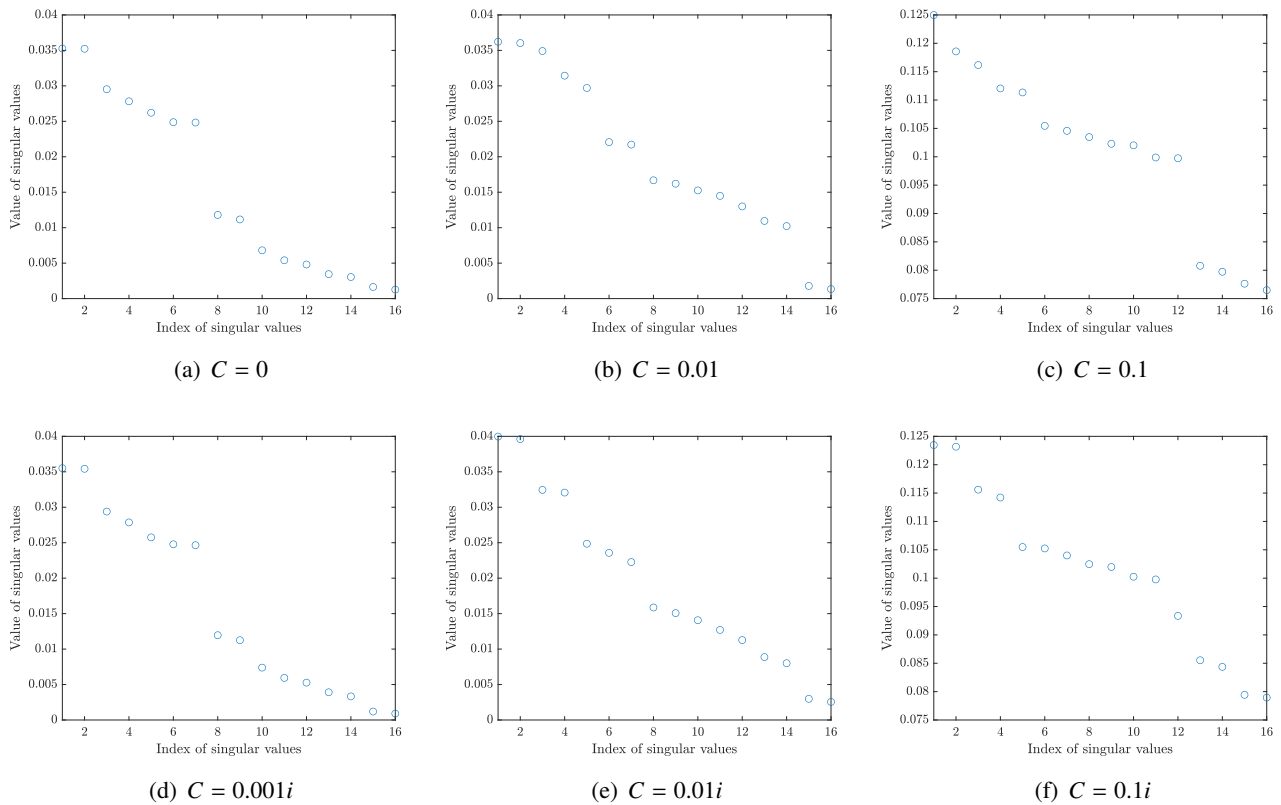 0.04
0.035
0.03
0.025
0.02
0.015
0.01
0.005
0
2 4 6 8 10 12 14 16
Index of singular values
Value of singular values
(a) C = 0
0.04
0.035
0.03
0.025
0.02
0.015
0.01
0.005
0
2 4 6 8 10 12 14 16
Index of singular values
Value of singular values
(b) C = 0.01
0.125
0.12
0.115
0.11
0.105
0.1
0.095
0.09
0.085
0.08
0.075
2 4 6 8 10 12 14 16
Index of singular values
Value of singular values
(c) C = 0.1
0.04
0.035
0.03
0.025
0.02
0.015
0.01
0.005
0
2 4 6 8 10 12 14 16
Index of singular values
Value of singular values
(d) C = 0.001i
0.04
0.035
0.03
0.025
0.02
0.015
0.01
0.005
0
2 4 6 8 10 12 14 16
Index of singular values
Value of singular values
(e) C = 0.01i
0.125
0.12
0.115
0.11
0.105
0.1
0.095
0.09
0.085
0.08
0.075
2 4 6 8 10 12 14 16
Index of singular values
Value of singular values
(f) C = 0.1i